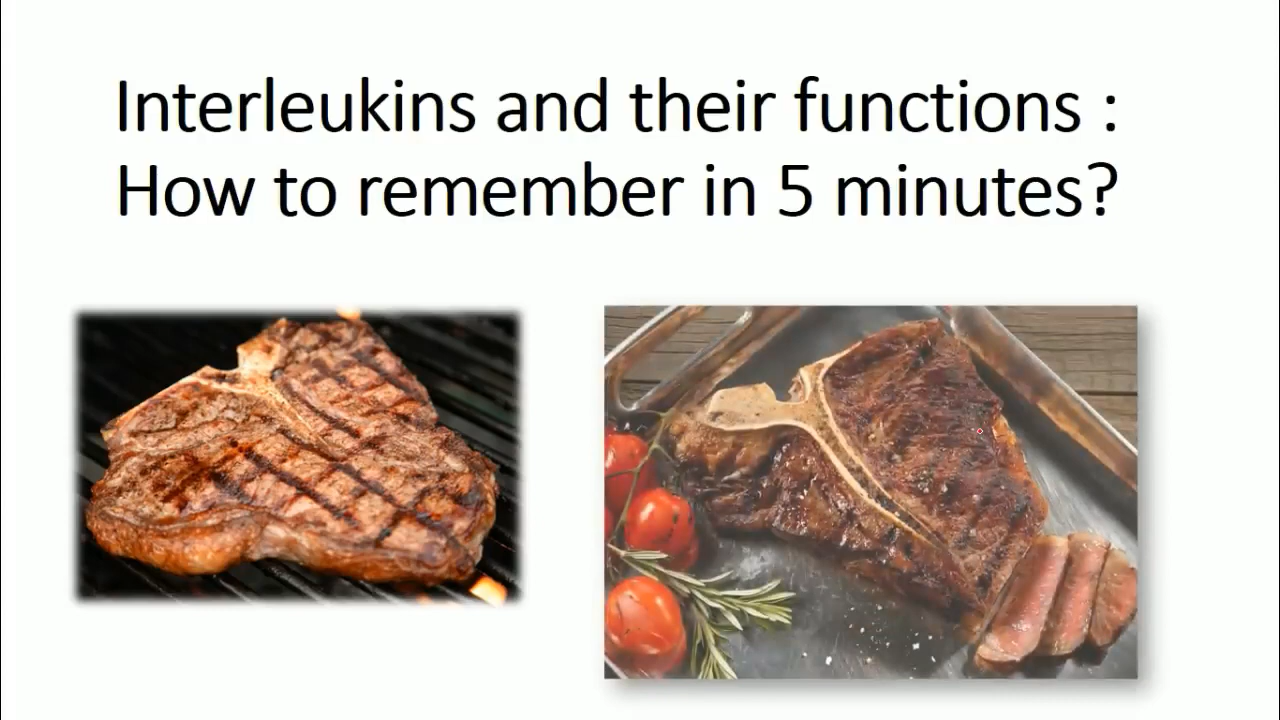 Interleukins and their functions :
How to remember in 5 minutes?